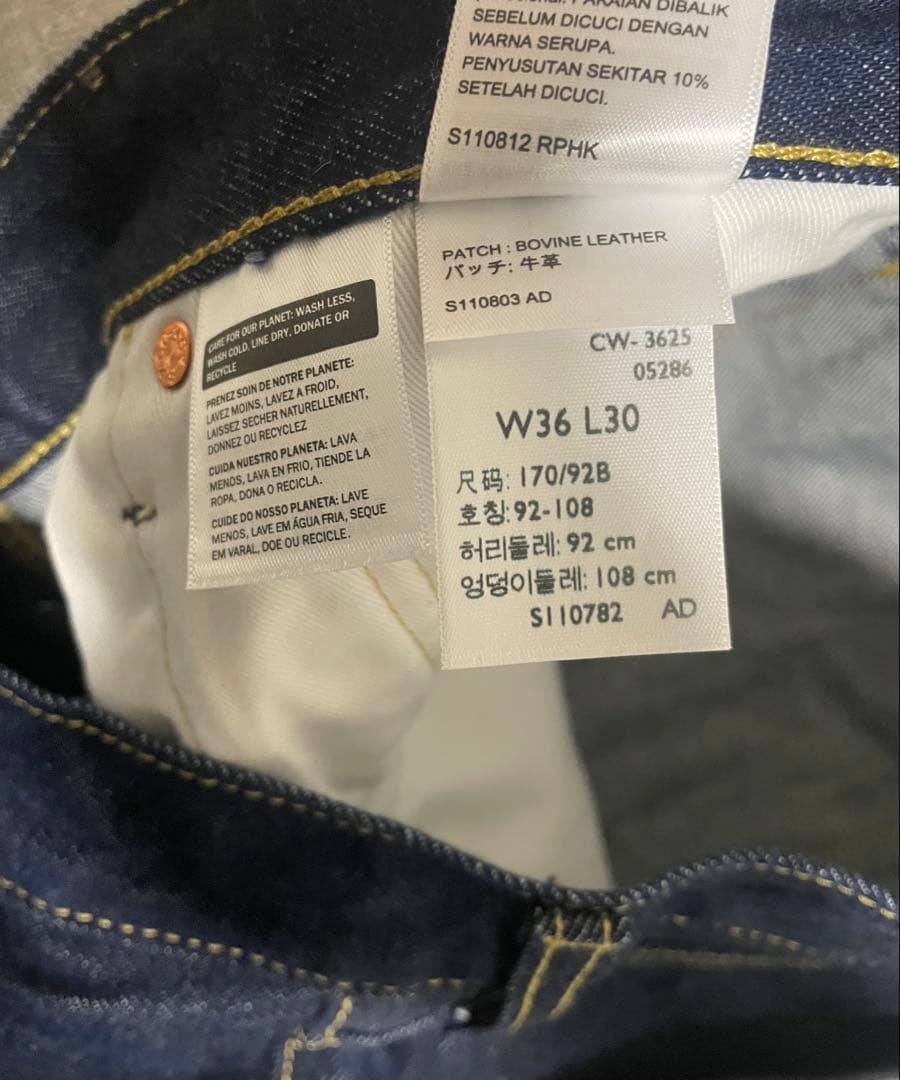 PAKAIAN DIBALIK
SEBELUM DICUCI DENGAN
WARNA SERUPA.
PENYUSUTAN SEKITAR 10%
SETELAH DICUCI.
S110812 RPHK
PATCH : BOVINE LEATHER
パッチ: 牛革
S110803 AD
CARE FOR OUR PLANET: WASH LESS,
WASH COLD, LINE DRY, DONATE OR
RECYCLE
PRENEZ SOIN DE NOTRE PLANETE:
LAVEZ MOINS, LAVEZ A FROID,
LAISSEZ SECHER NATURELLEMENT,
DONNEZ OU RECYCLEZ
CUIDA NUESTRO PLANETA: LAVA
MENOS, LAVA EN FRIO, TIENDE LA
ROPA, DONA O RECICLA.
CUIDE DO NOSSO PLANETA: LAVE
MENOS, LAVE EM ÁGUA FRIA, SEQUE
EM VARAL, DOE OU RECICLE.
CW- 3625
05286
W36 L30
尺码: 170/92B
호칭:92-108
허리둘레: 92 cm
엉덩이둘레: 108 cm
S110782 AD